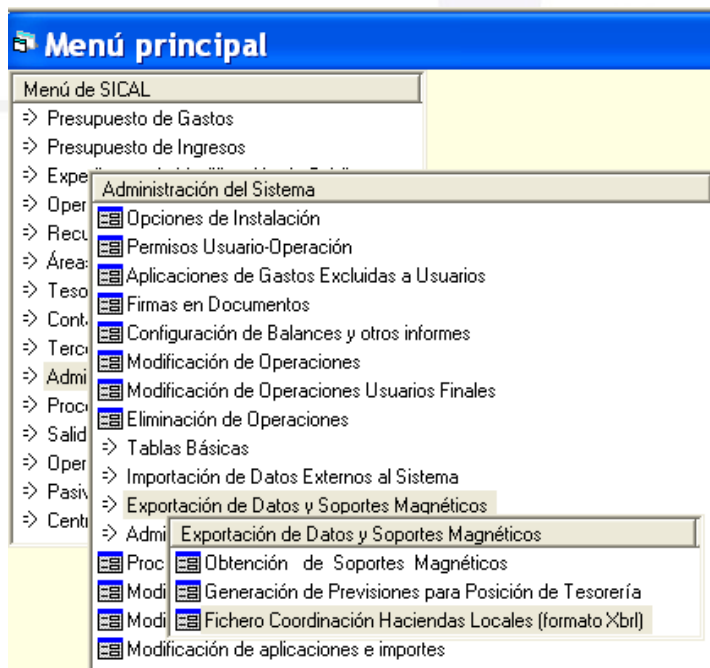 Menú principal
Menú de SICAL
Presupuesto de Gastos
Presupuesto de Ingresos
Administración del Sistema
Opciones de Instalación
Permisos Usuario-Operación
Aplicaciones de Gastos Excluidas a Usuarios
Firmas en Documentos
Configuración de Balances y otros informes
Modificación de Operaciones
Modificación de Operaciones Usuarios Finales
Eliminación de Operaciones
Tablas Básicas
Importación de Datos Externos al Sistema
Exportación de Datos y Soportes Magnéticos
Exportación de Datos y Soportes Magnéticos
Obtención de Soportes Magnéticos
Generación de Previsiones para Posición de Tesorería
Fichero Coordinación Haciendas Locales (formato Xbrl)
Modificación de aplicaciones e importes